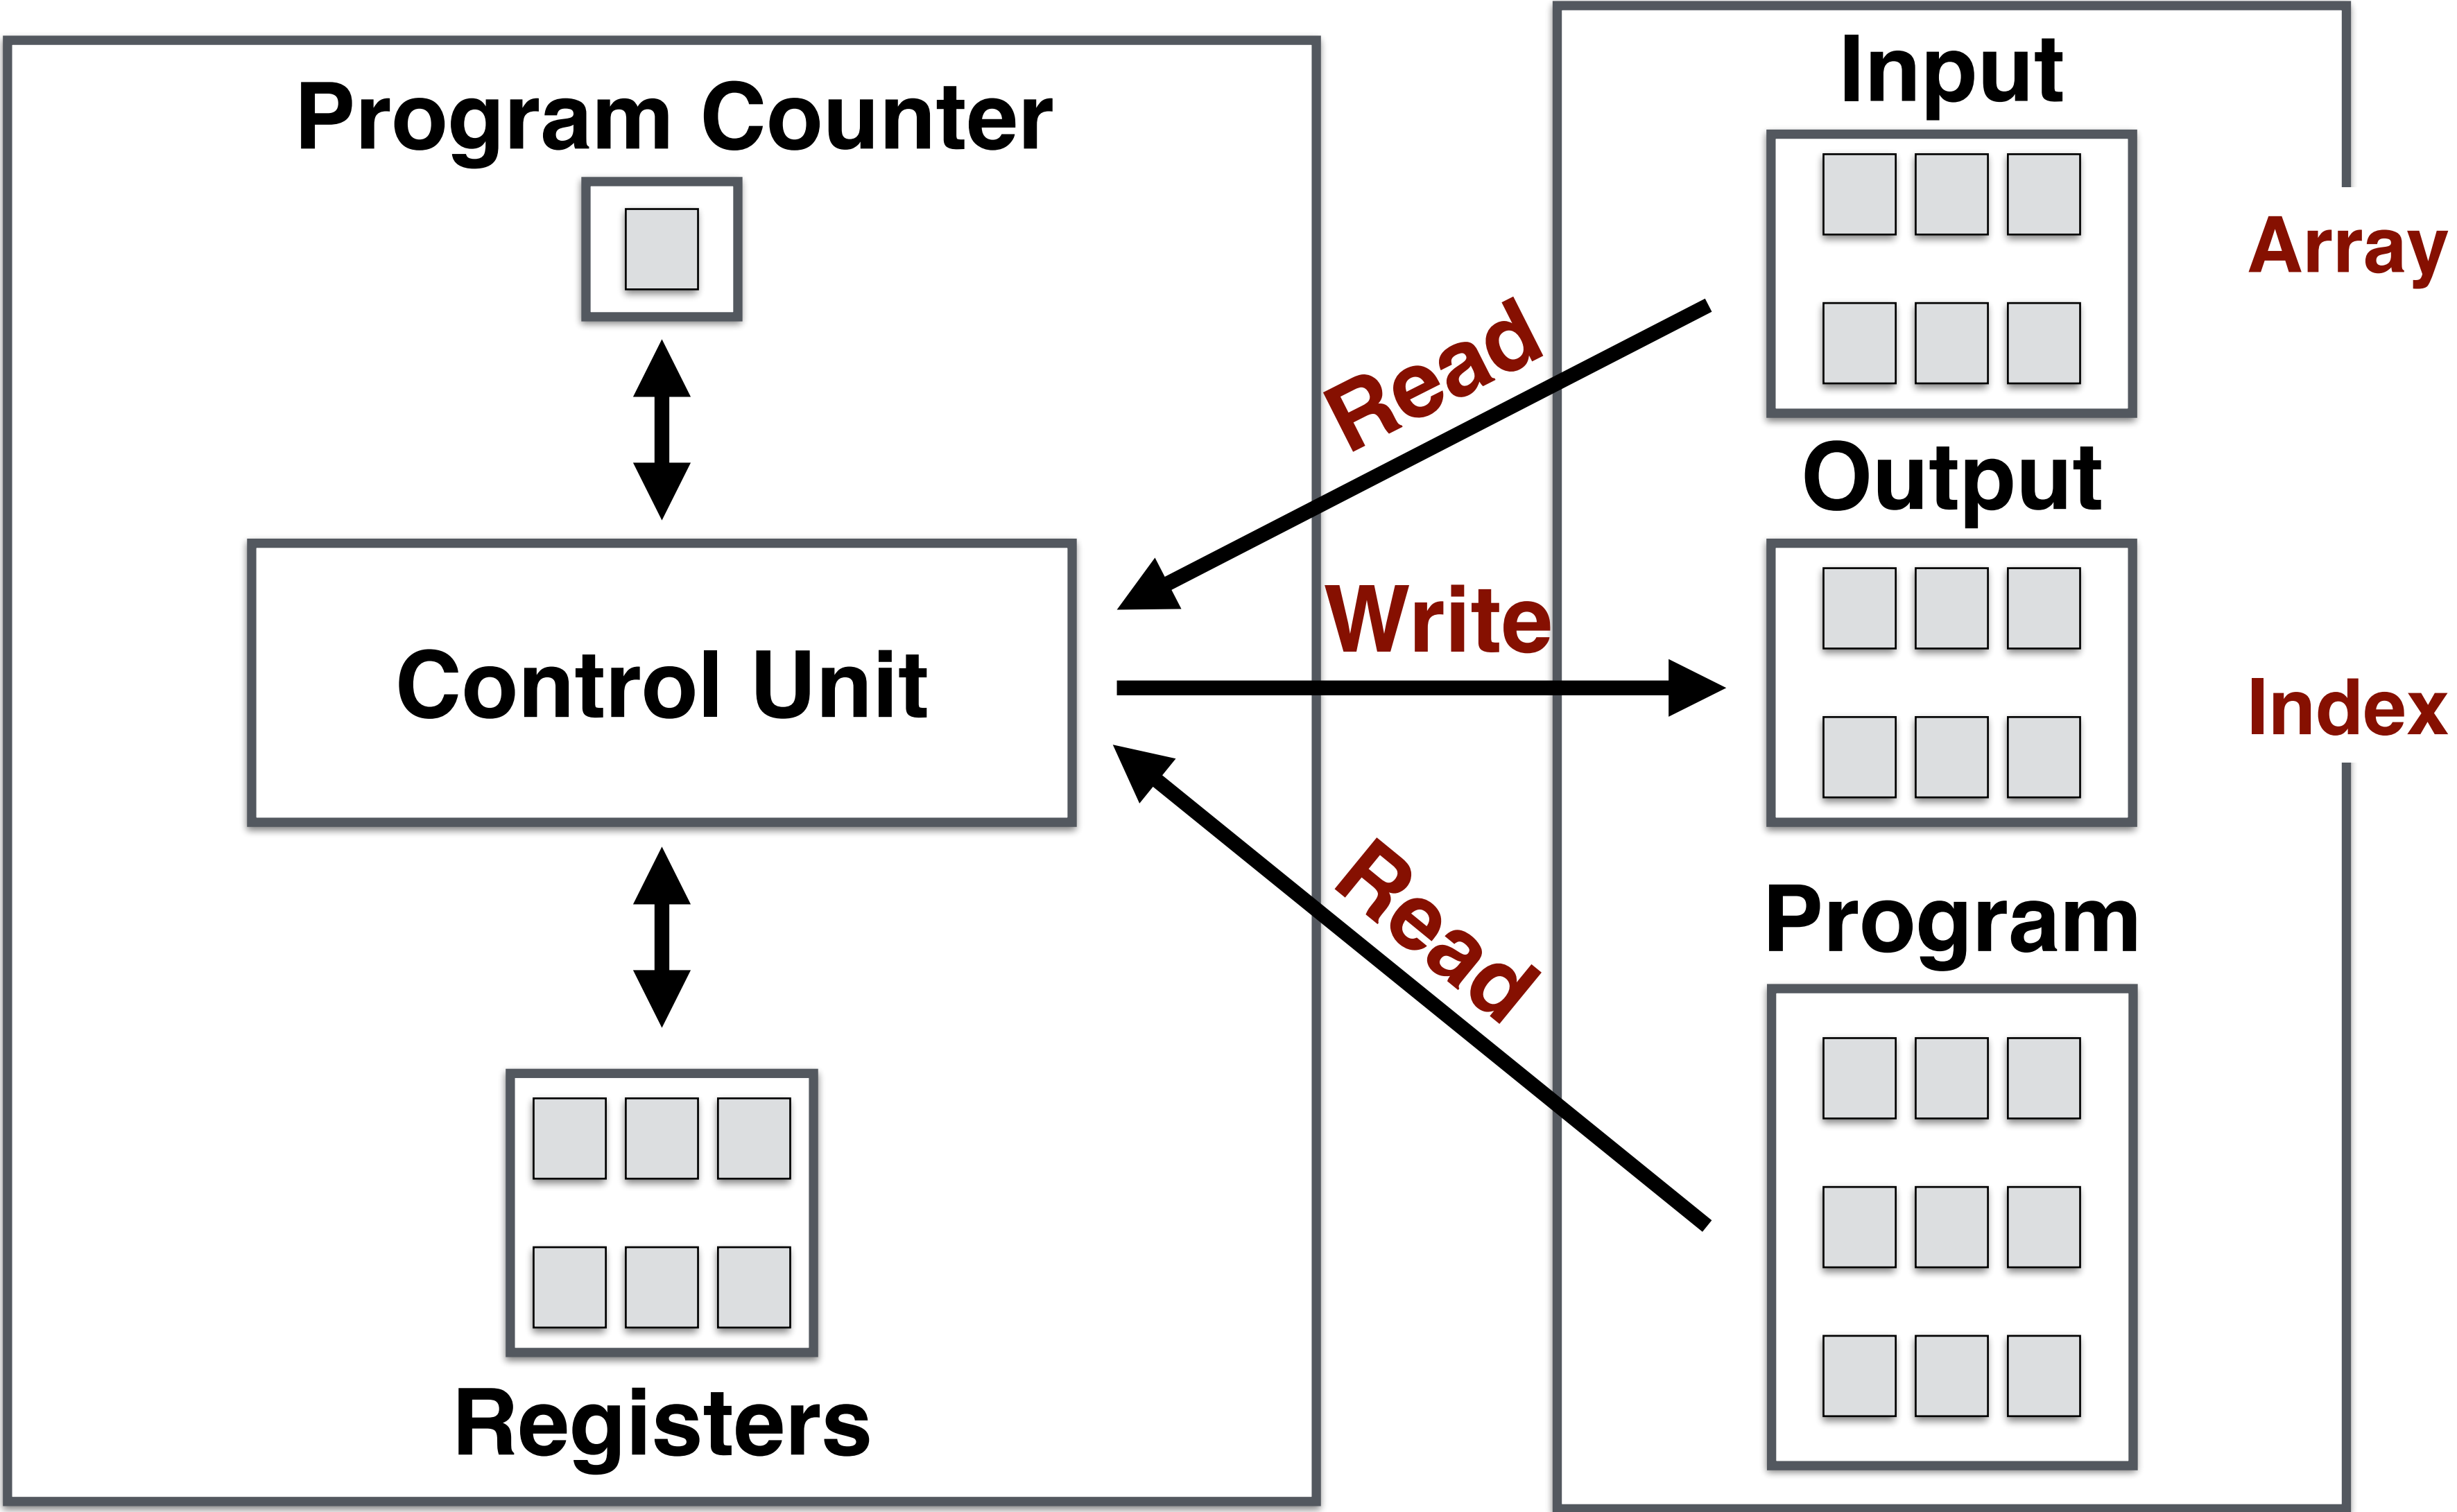 Program Counter
Control Unit
Registers
Read
Write
Read
Input
Output
Program
Array
Index